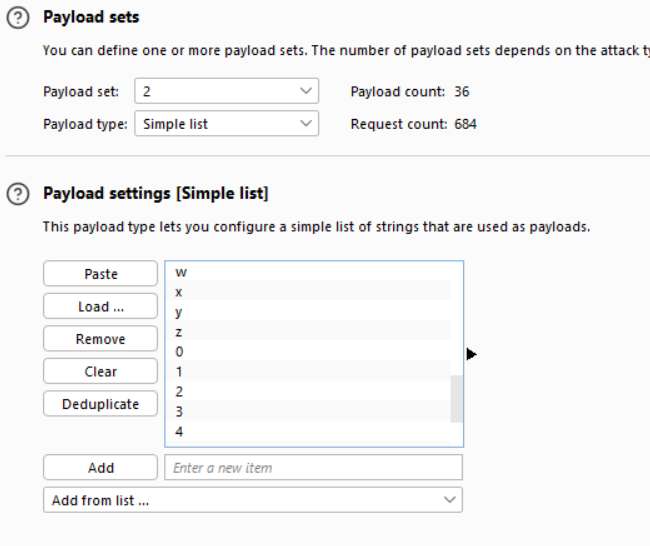 Payload sets
You can define one or more payload sets. The number of payload sets depends on the attack ty
Payload set: 2 Payload count: 36
Payload type: Simple list Request count: 684
Payload settings [Simple list]
This payload type lets you configure a simple list of strings that are used as payloads.
Paste
Load ...
Remove
Clear
Deduplicate
w
x
y
z
0
1
2
3
4
Add Enter a new item
Add from list ...